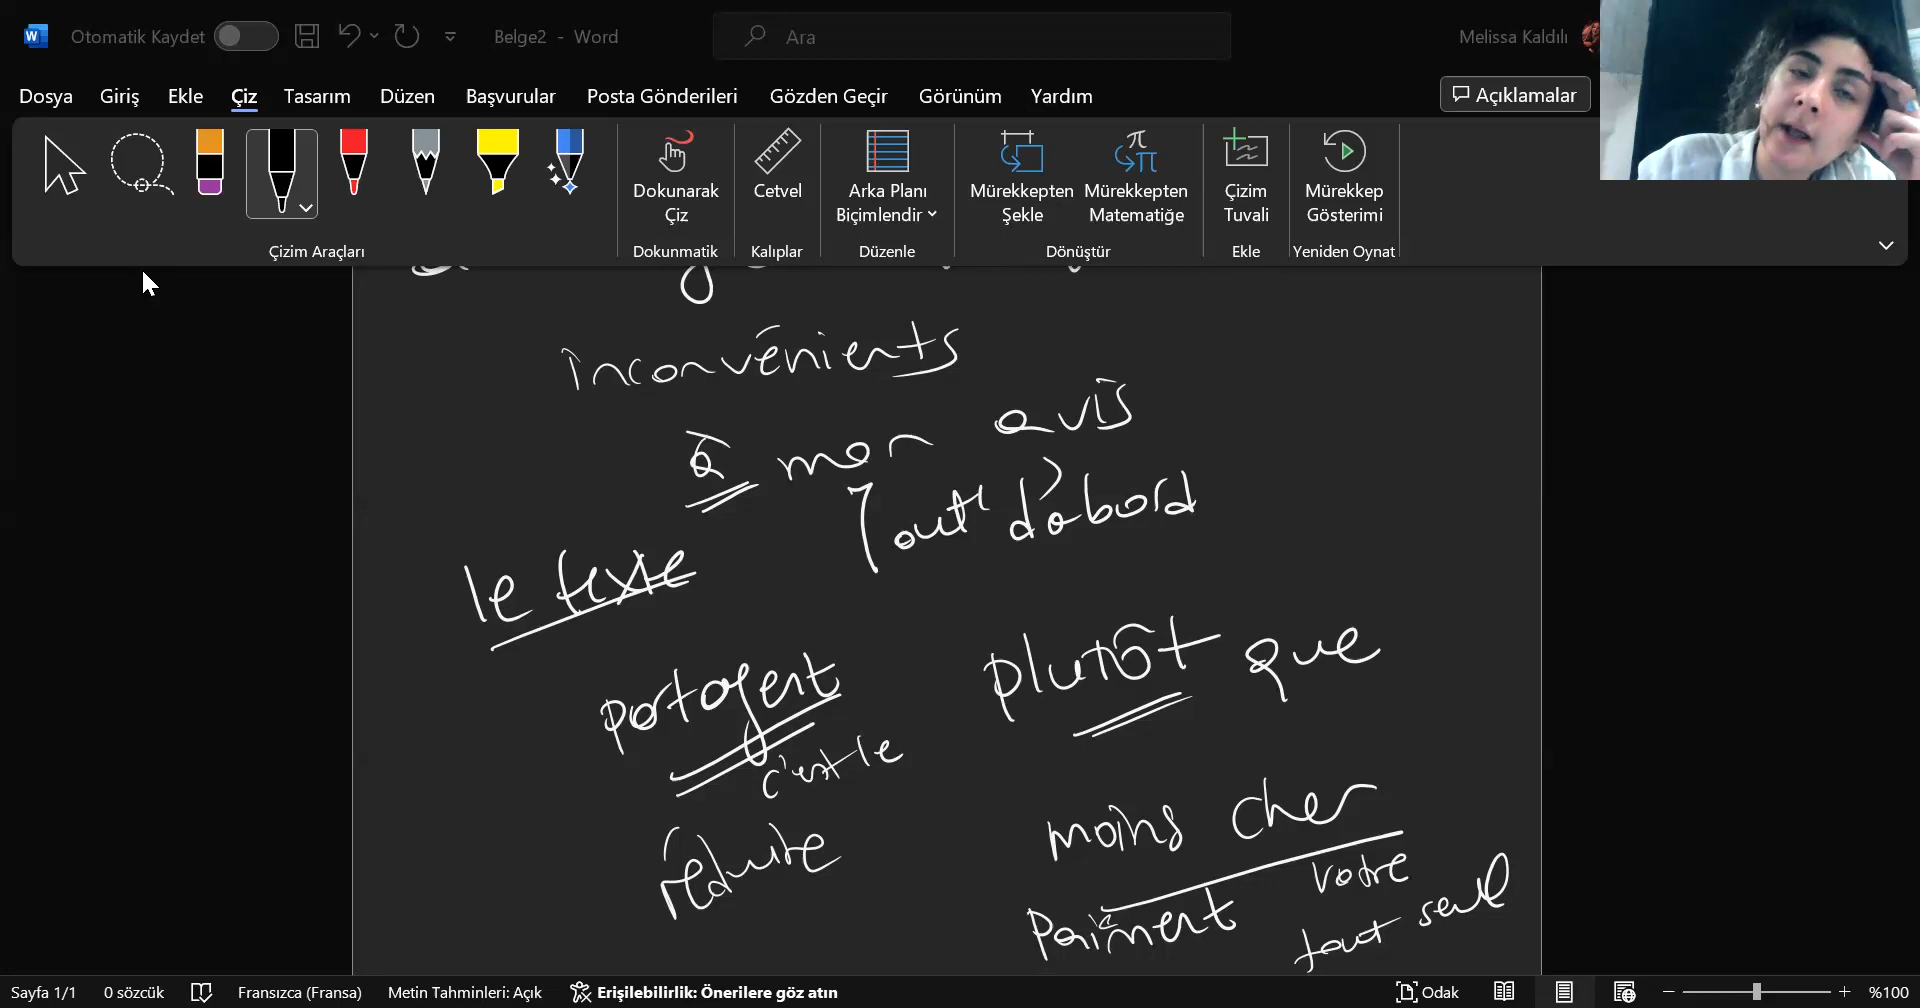 Otomatik Kaydet
Belge2 - Word
Ara
Melissa Kaldılı
Dosya Giriş Ekle Çiz Tasarım Düzen Başvurular Posta Gönderileri Gözden Geçir Görünüm Yardım
Açıklamalar
Dokunarak Çiz
Cetvel
Arka Planı Biçimlendir
Mürekkepten Şekle
Mürekkepten Matematiğe
Çizim Tuvali
Mürekkep Gösterimi
Çizim Araçları Dokunmatik Kalıplar Düzenle Dönüştür Ekle Yeniden Oynat
inconvénients
à mon avis
Tout d'abord
le texte
partagent
plutôt que
c'est le
moins cher
réduite
votre
Paiement
tout seul
Sayfa 1/1 0 sözcük Fransızca (Fransa) Metin Tahminleri: Açık Erişilebilirlik: Önerilere göz atın
Odak
%100